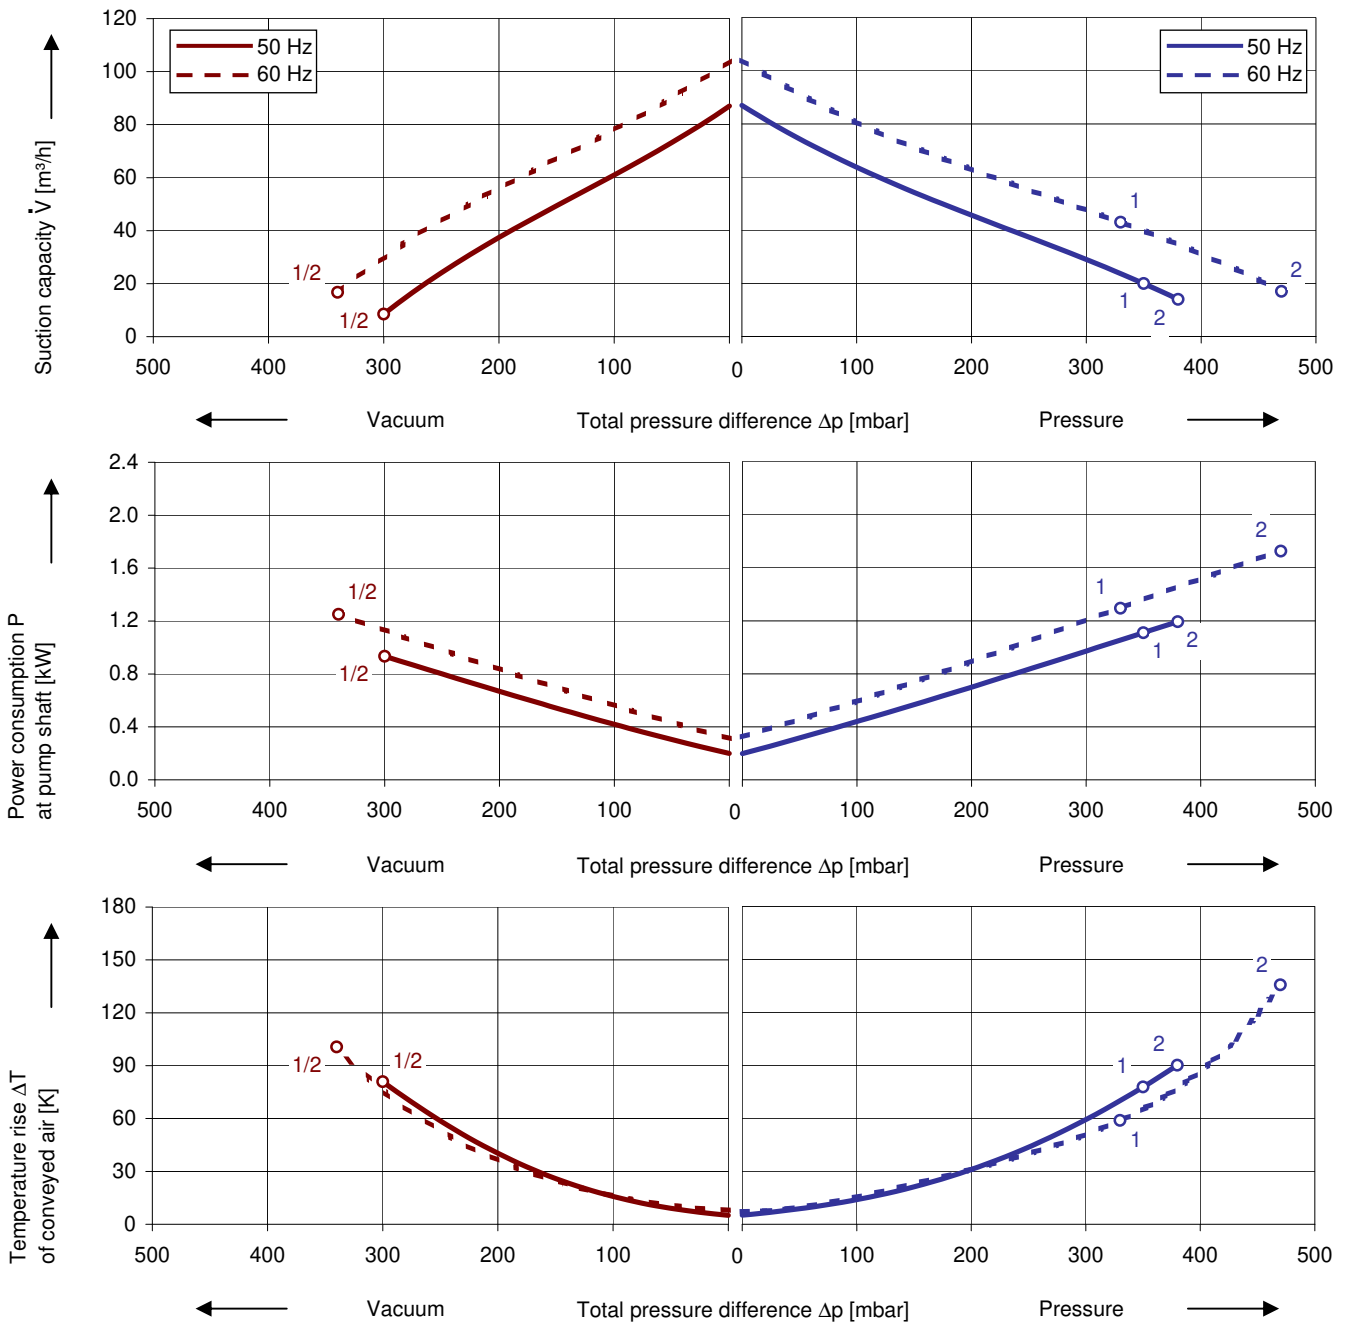 120
100
80
60
40
20
0
50 Hz
60 Hz
50 Hz
60 Hz
1/2
1/2
1
2
1
2
Suction capacity V̇ [m³/h]
500 400 300 200 100 0 100 200 300 400 500
Vacuum Total pressure difference Δp [mbar] Pressure
2.4
2.0
1.6
1.2
0.8
0.4
0.0
1/2
1/2
2
1
1
2
Power consumption P
at pump shaft [kW]
500 400 300 200 100 0 100 200 300 400 500
Vacuum Total pressure difference Δp [mbar] Pressure
180
150
120
90
60
30
0
1/2
1/2
2
2
1
1
Temperature rise ΔT
of conveyed air [K]
500 400 300 200 100 0 100 200 300 400 500
Vacuum Total pressure difference Δp [mbar] Pressure